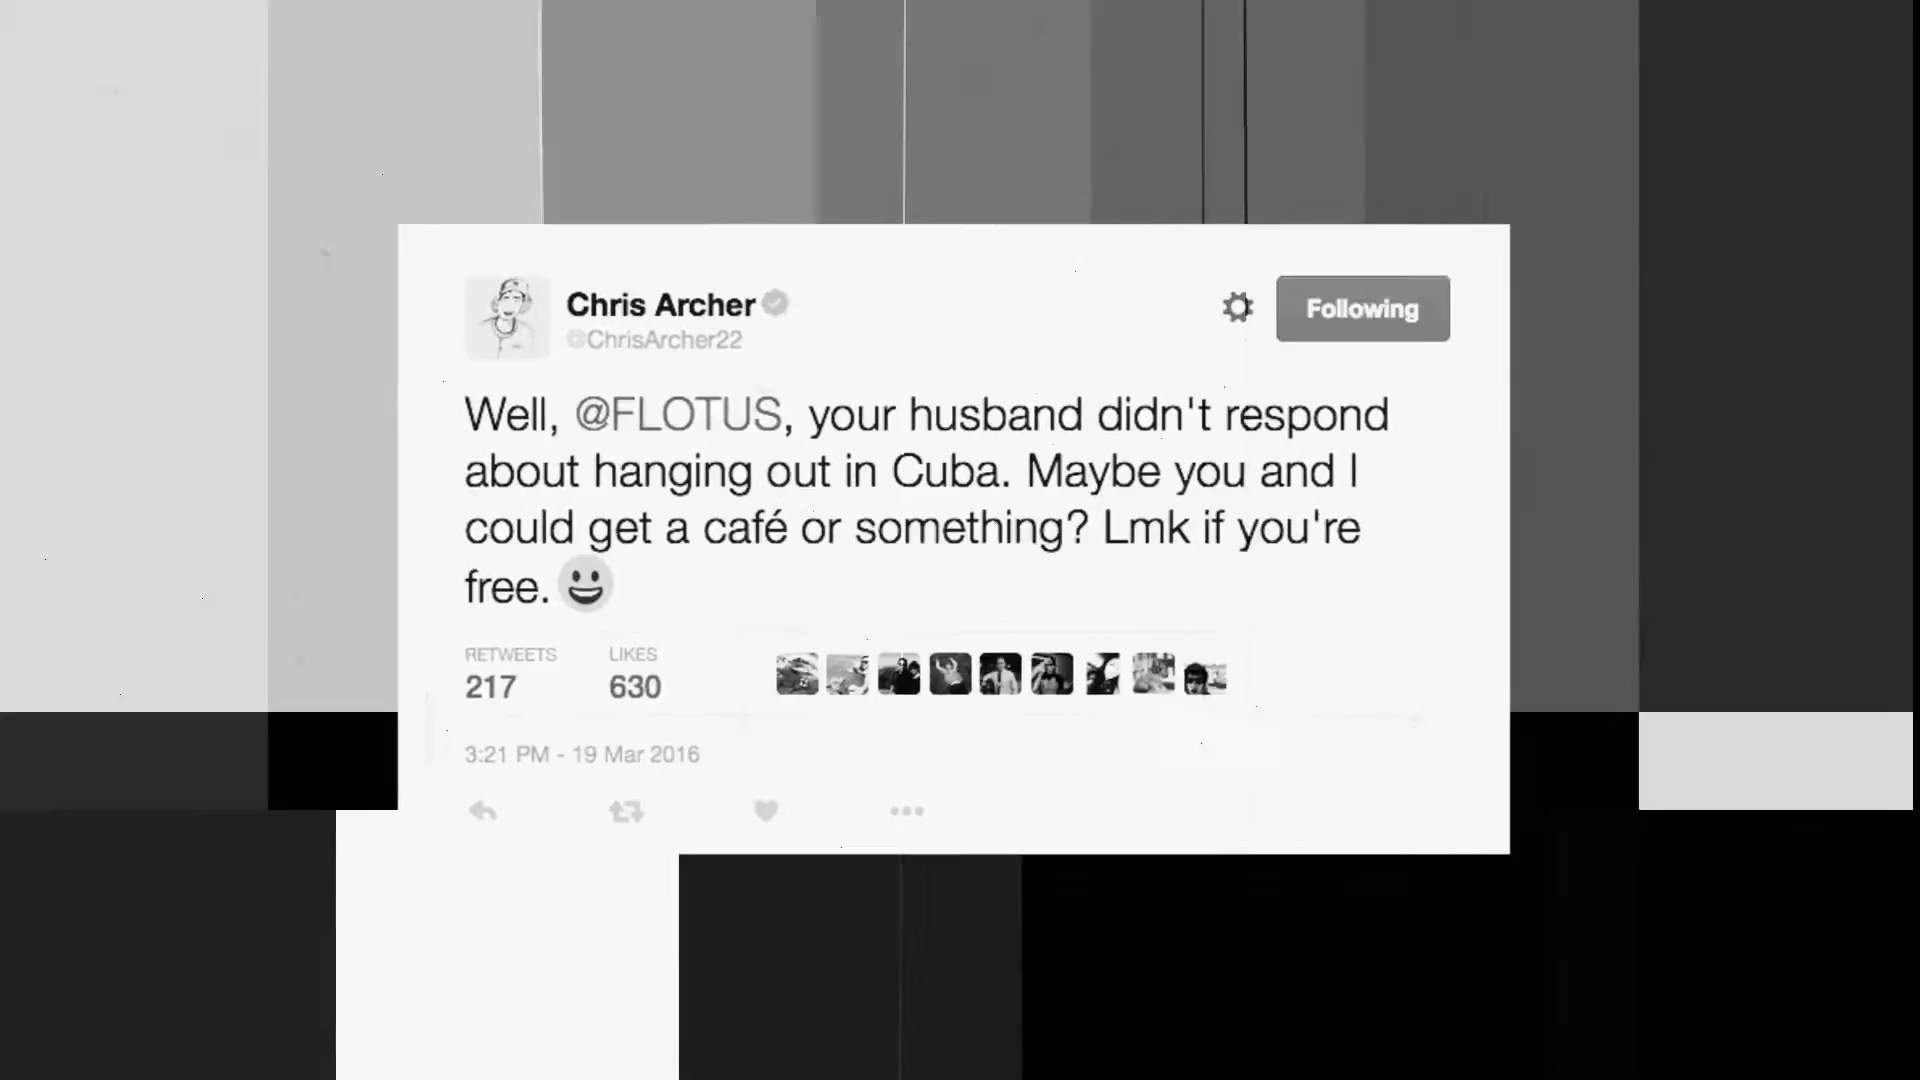 Chris Archer
@ChrisArcher22
Following
Well, @FLOTUS, your husband didn't respond
about hanging out in Cuba. Maybe you and I
could get a café or something? Lmk if you're
free. 😃
RETWEETS LIKES
217 630
3:21 PM - 19 Mar 2016